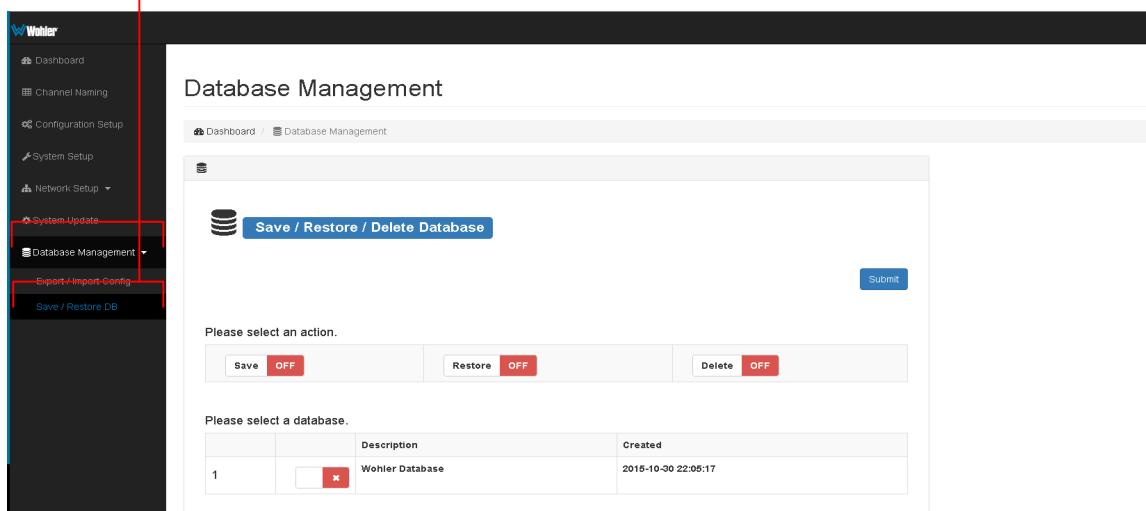 Wohler
Dashboard
Channel Naming
Configuration Setup
System Setup
Network Setup
System Update
Database Management
Export / Import Config
Save / Restore DB
Database Management
Dashboard / Database Management
Save / Restore / Delete Database
Submit
Please select an action.
Save OFF Restore OFF Delete OFF
Please select a database.
Description Created
1 Wohler Database 2015-10-30 22:05:17